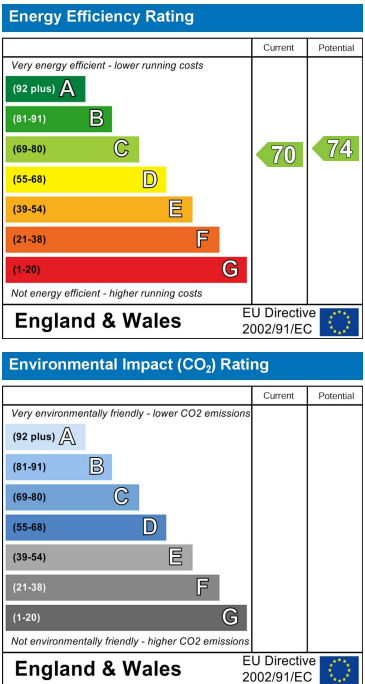 Energy Efficiency Rating
Current Potential
Very energy efficient - lower running costs
(92 plus) A
(81-91) B
(69-80) C
70 74
(55-68) D
(39-54) E
(21-38) F
(1-20) G
Not energy efficient - higher running costs
England & Wales
EU Directive
2002/91/EC
Environmental Impact (CO₂) Rating
Current Potential
Very environmentally friendly - lower CO2 emissions
(92 plus) A
(81-91) B
(69-80) C
(55-68) D
(39-54) E
(21-38) F
(1-20) G
Not environmentally friendly - higher CO2 emissions
England & Wales
EU Directive
2002/91/EC